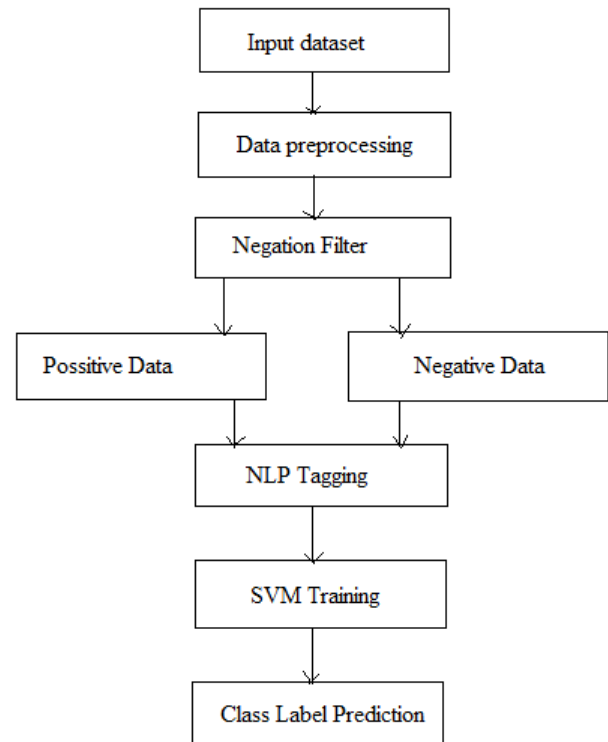 Input dataset
Data preprocessing
Negation Filter
Possitive Data
Negative Data
NLP Tagging
SVM Training
Class Label Prediction